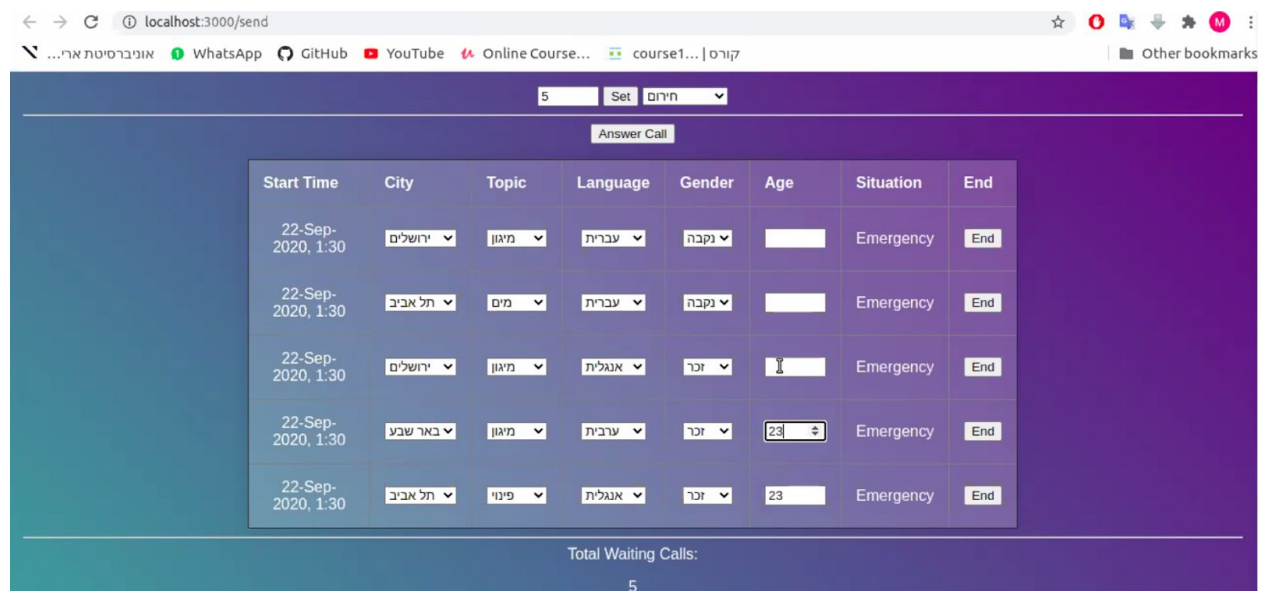 localhost:3000/send
M
אוניברסיטת ארי... WhatsApp GitHub YouTube Online Course... course1...|קורס Other bookmarks
5 Set חירום
Answer Call
Start Time City Topic Language Gender Age Situation End
22-Sep-2020, 1:30 ירושלים מיגון עברית נקבה Emergency End
22-Sep-2020, 1:30 תל אביב מים עברית נקבה Emergency End
22-Sep-2020, 1:30 ירושלים מיגון אנגלית זכר Emergency End
22-Sep-2020, 1:30 באר שבע מיגון ערבית זכר 23 Emergency End
22-Sep-2020, 1:30 תל אביב פינוי אנגלית זכר 23 Emergency End
Total Waiting Calls:
5